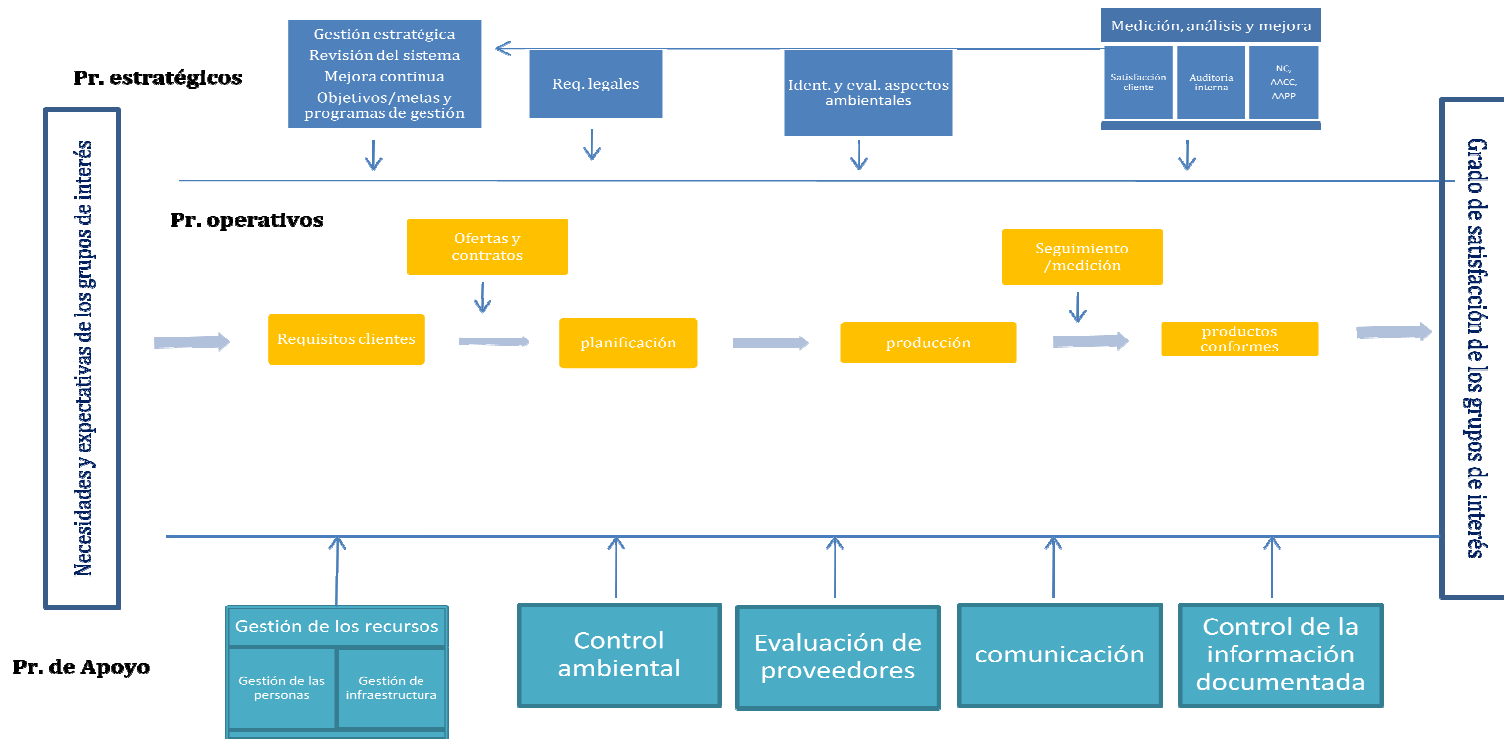 Pr. estratégicos
Gestión estratégica
Revisión del sistema
Mejora continua
Objetivos/metas y
programas de gestión
Req. legales
Ident. y eval. aspectos
ambientales
Medición, análisis y mejora
Satisfacción
cliente
Auditoria
interna
NC,
AACC,
AAPP
Necesidades y expectativas de los grupos de interés
Pr. operativos
Ofertas y
contratos
Seguimiento
/medición
Requisitos clientes
planificación
producción
productos
conformes
Grado de satisfacción de los grupos de interés
Pr. de Apoyo
Gestión de los recursos
Gestión de las
personas
Gestión de
infraestructura
Control
ambiental
Evaluación de
proveedores
comunicación
Control de la
información
documentada